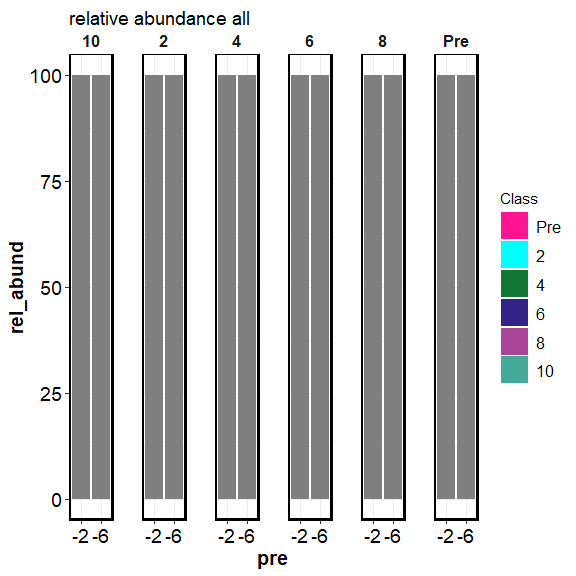 relative abundance all
10 2 4 6 8 Pre
100
75
50
25
0
rel_abund
-2 -6 -2 -6 -2 -6 -2 -6 -2 -6 -2 -6
pre
Class
Pre
2
4
6
8
10